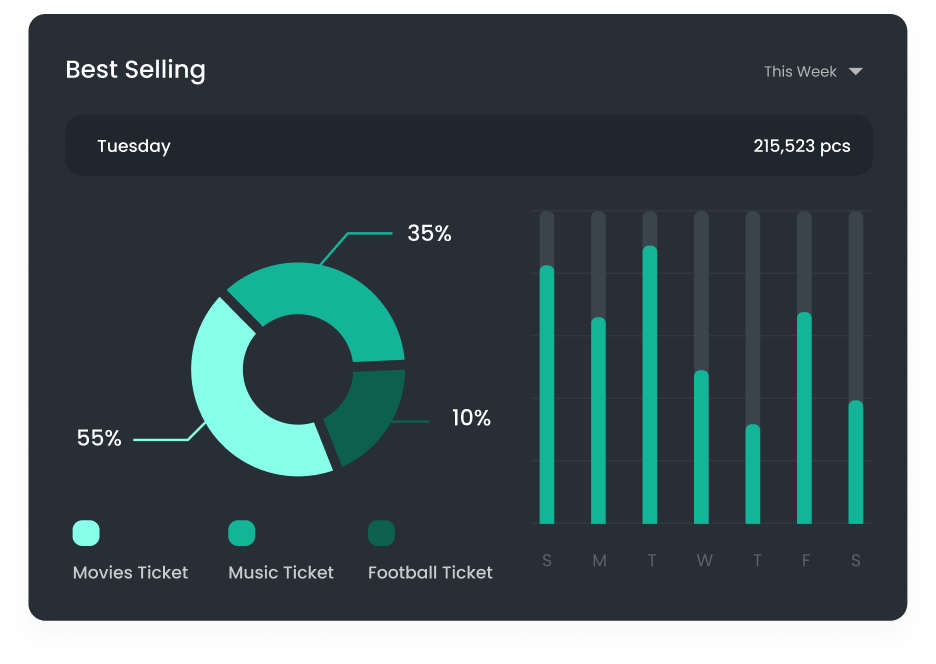 Best Selling
This Week
Tuesday
215,523 pcs
35%
10%
55%
Movies Ticket
Music Ticket
Football Ticket
S M T W T F S